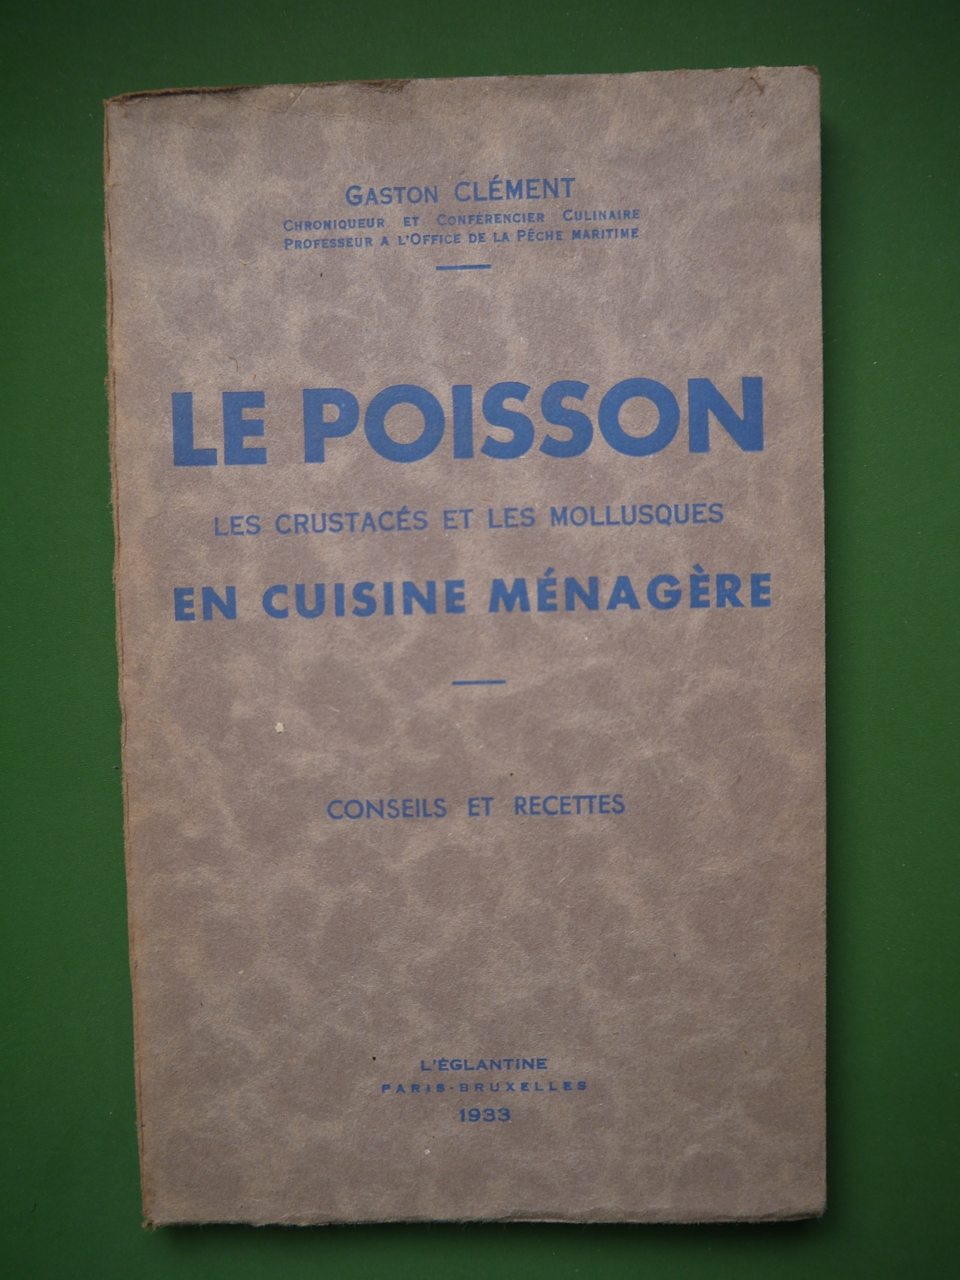 GASTON CLÉMENT
CHRONIQUEUR ET CONFÉRENCIER CULINAIRE
PROFESSEUR A L'OFFICE DE LA PÊCHE MARITIME
LE POISSON
LES CRUSTACÉS ET LES MOLLUSQUES
EN CUISINE MÉNAGÈRE
CONSEILS ET RECETTES
L'ÉGLANTINE
PARIS-BRUXELLES
1933